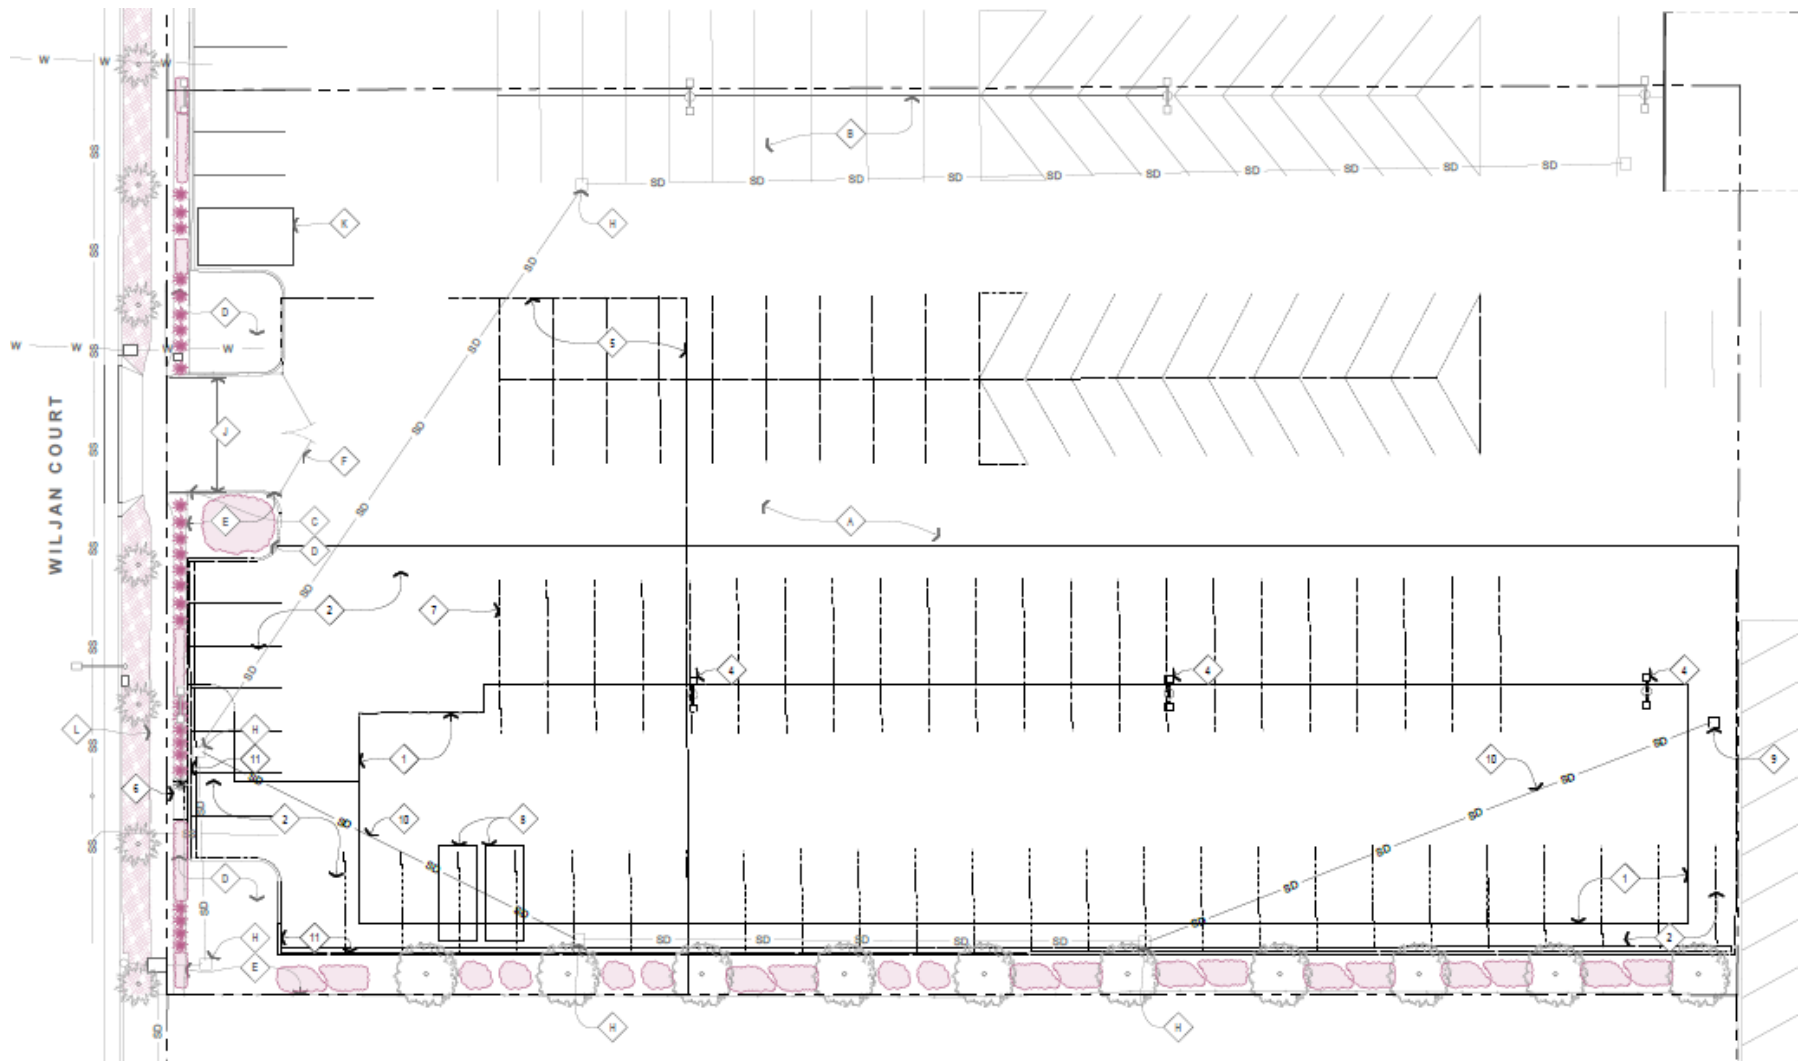 W W W
B
SS
SD SD SD SD SD SD SD SD SD SD
K
H
SS
SD
D
5
W W SS W W
SD
J
SD
WILJAN COURT
F
SS
SD
E C A
SS D
SD
2 7
SS
SD 4 4 4
L H
SS SD
11 1 10 9
SD SD
6
SD 2 SD 10 8 SD
SS SD
SD
SD D SD 1
SD SD SD
H 11 SD SD SD SD SD 2
E
SD H H